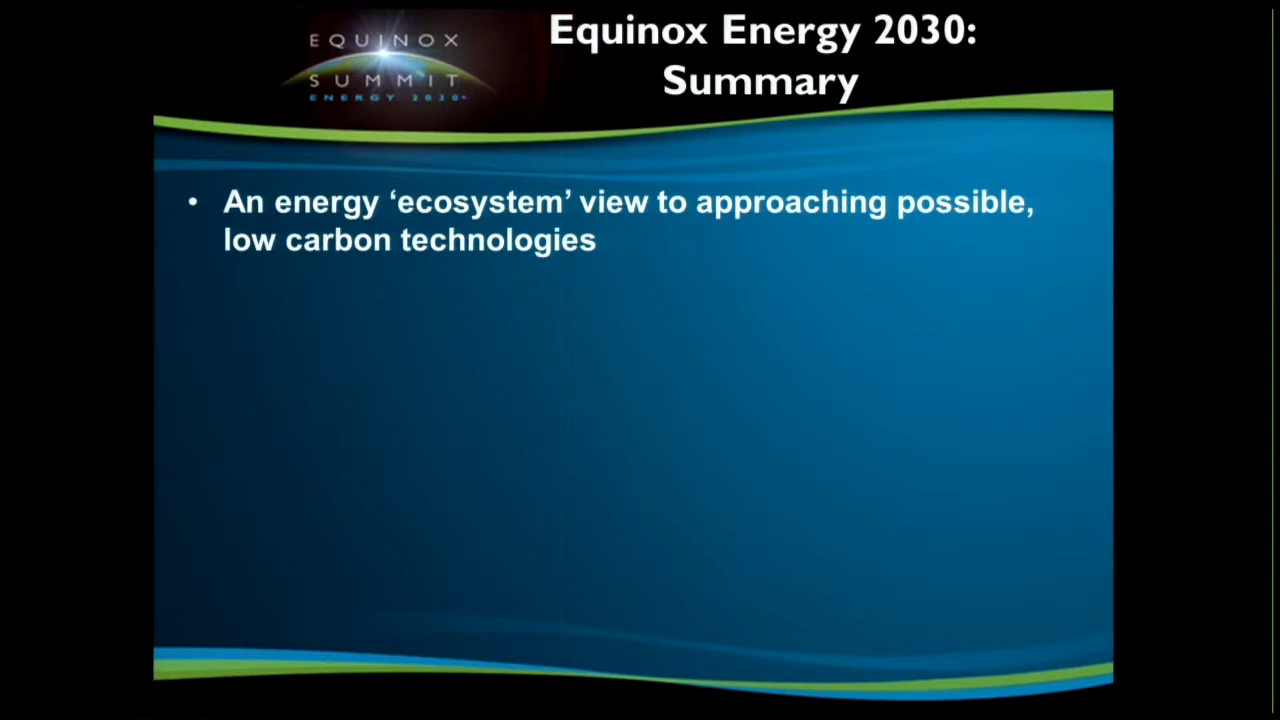 EQUINOX
SUMMIT
ENERGY 2030
Equinox Energy 2030:
Summary
• An energy ‘ecosystem’ view to approaching possible,
low carbon technologies